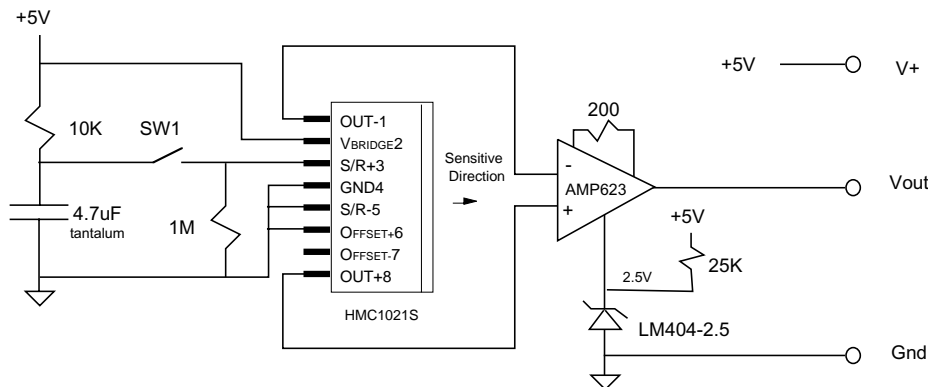 +5V
10K
SW1
4.7uF
tantalum
1M
OUT-1
VBRIDGE2
S/R+3
GND4
S/R-5
OFFSET+6
OFFSET-7
OUT+8
HMC1021S
Sensitive
Direction
200
-
AMP623
+
+5V
25K
2.5V
LM404-2.5
+5V
V+
Vout
Gnd